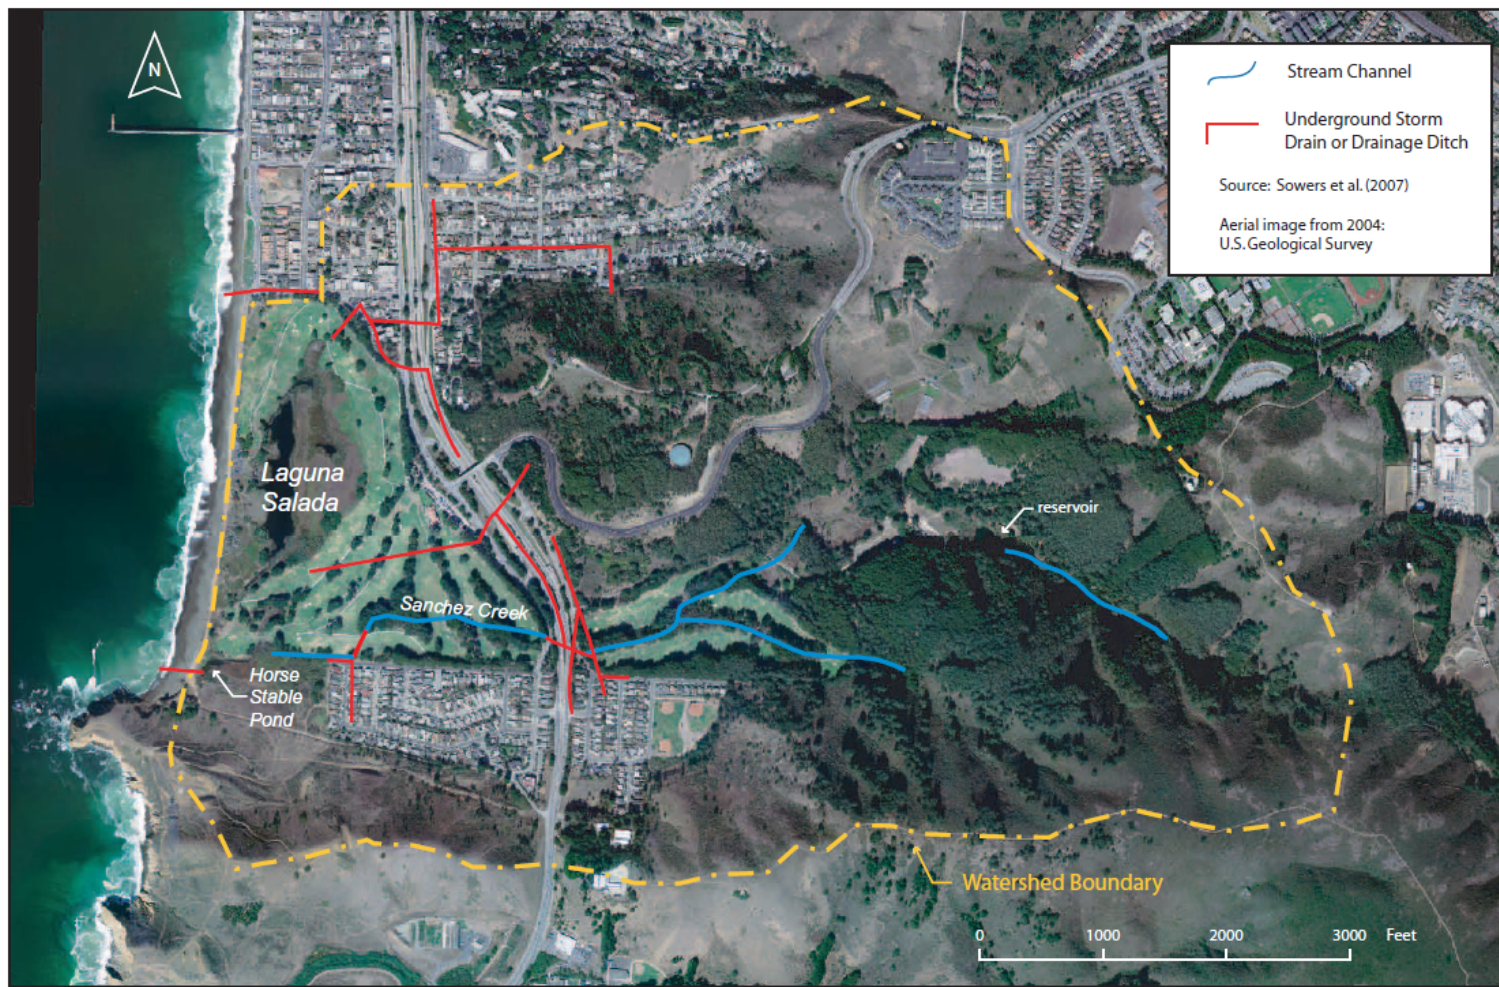 N
Stream Channel
Underground Storm
Drain or Drainage Ditch
Source: Sowers et al. (2007)
Aerial image from 2004:
U.S. Geological Survey
Laguna
Salada
reservoir
Sanchez Creek
Horse
Stable
Pond
Watershed Boundary
0 1000 2000 3000 Feet